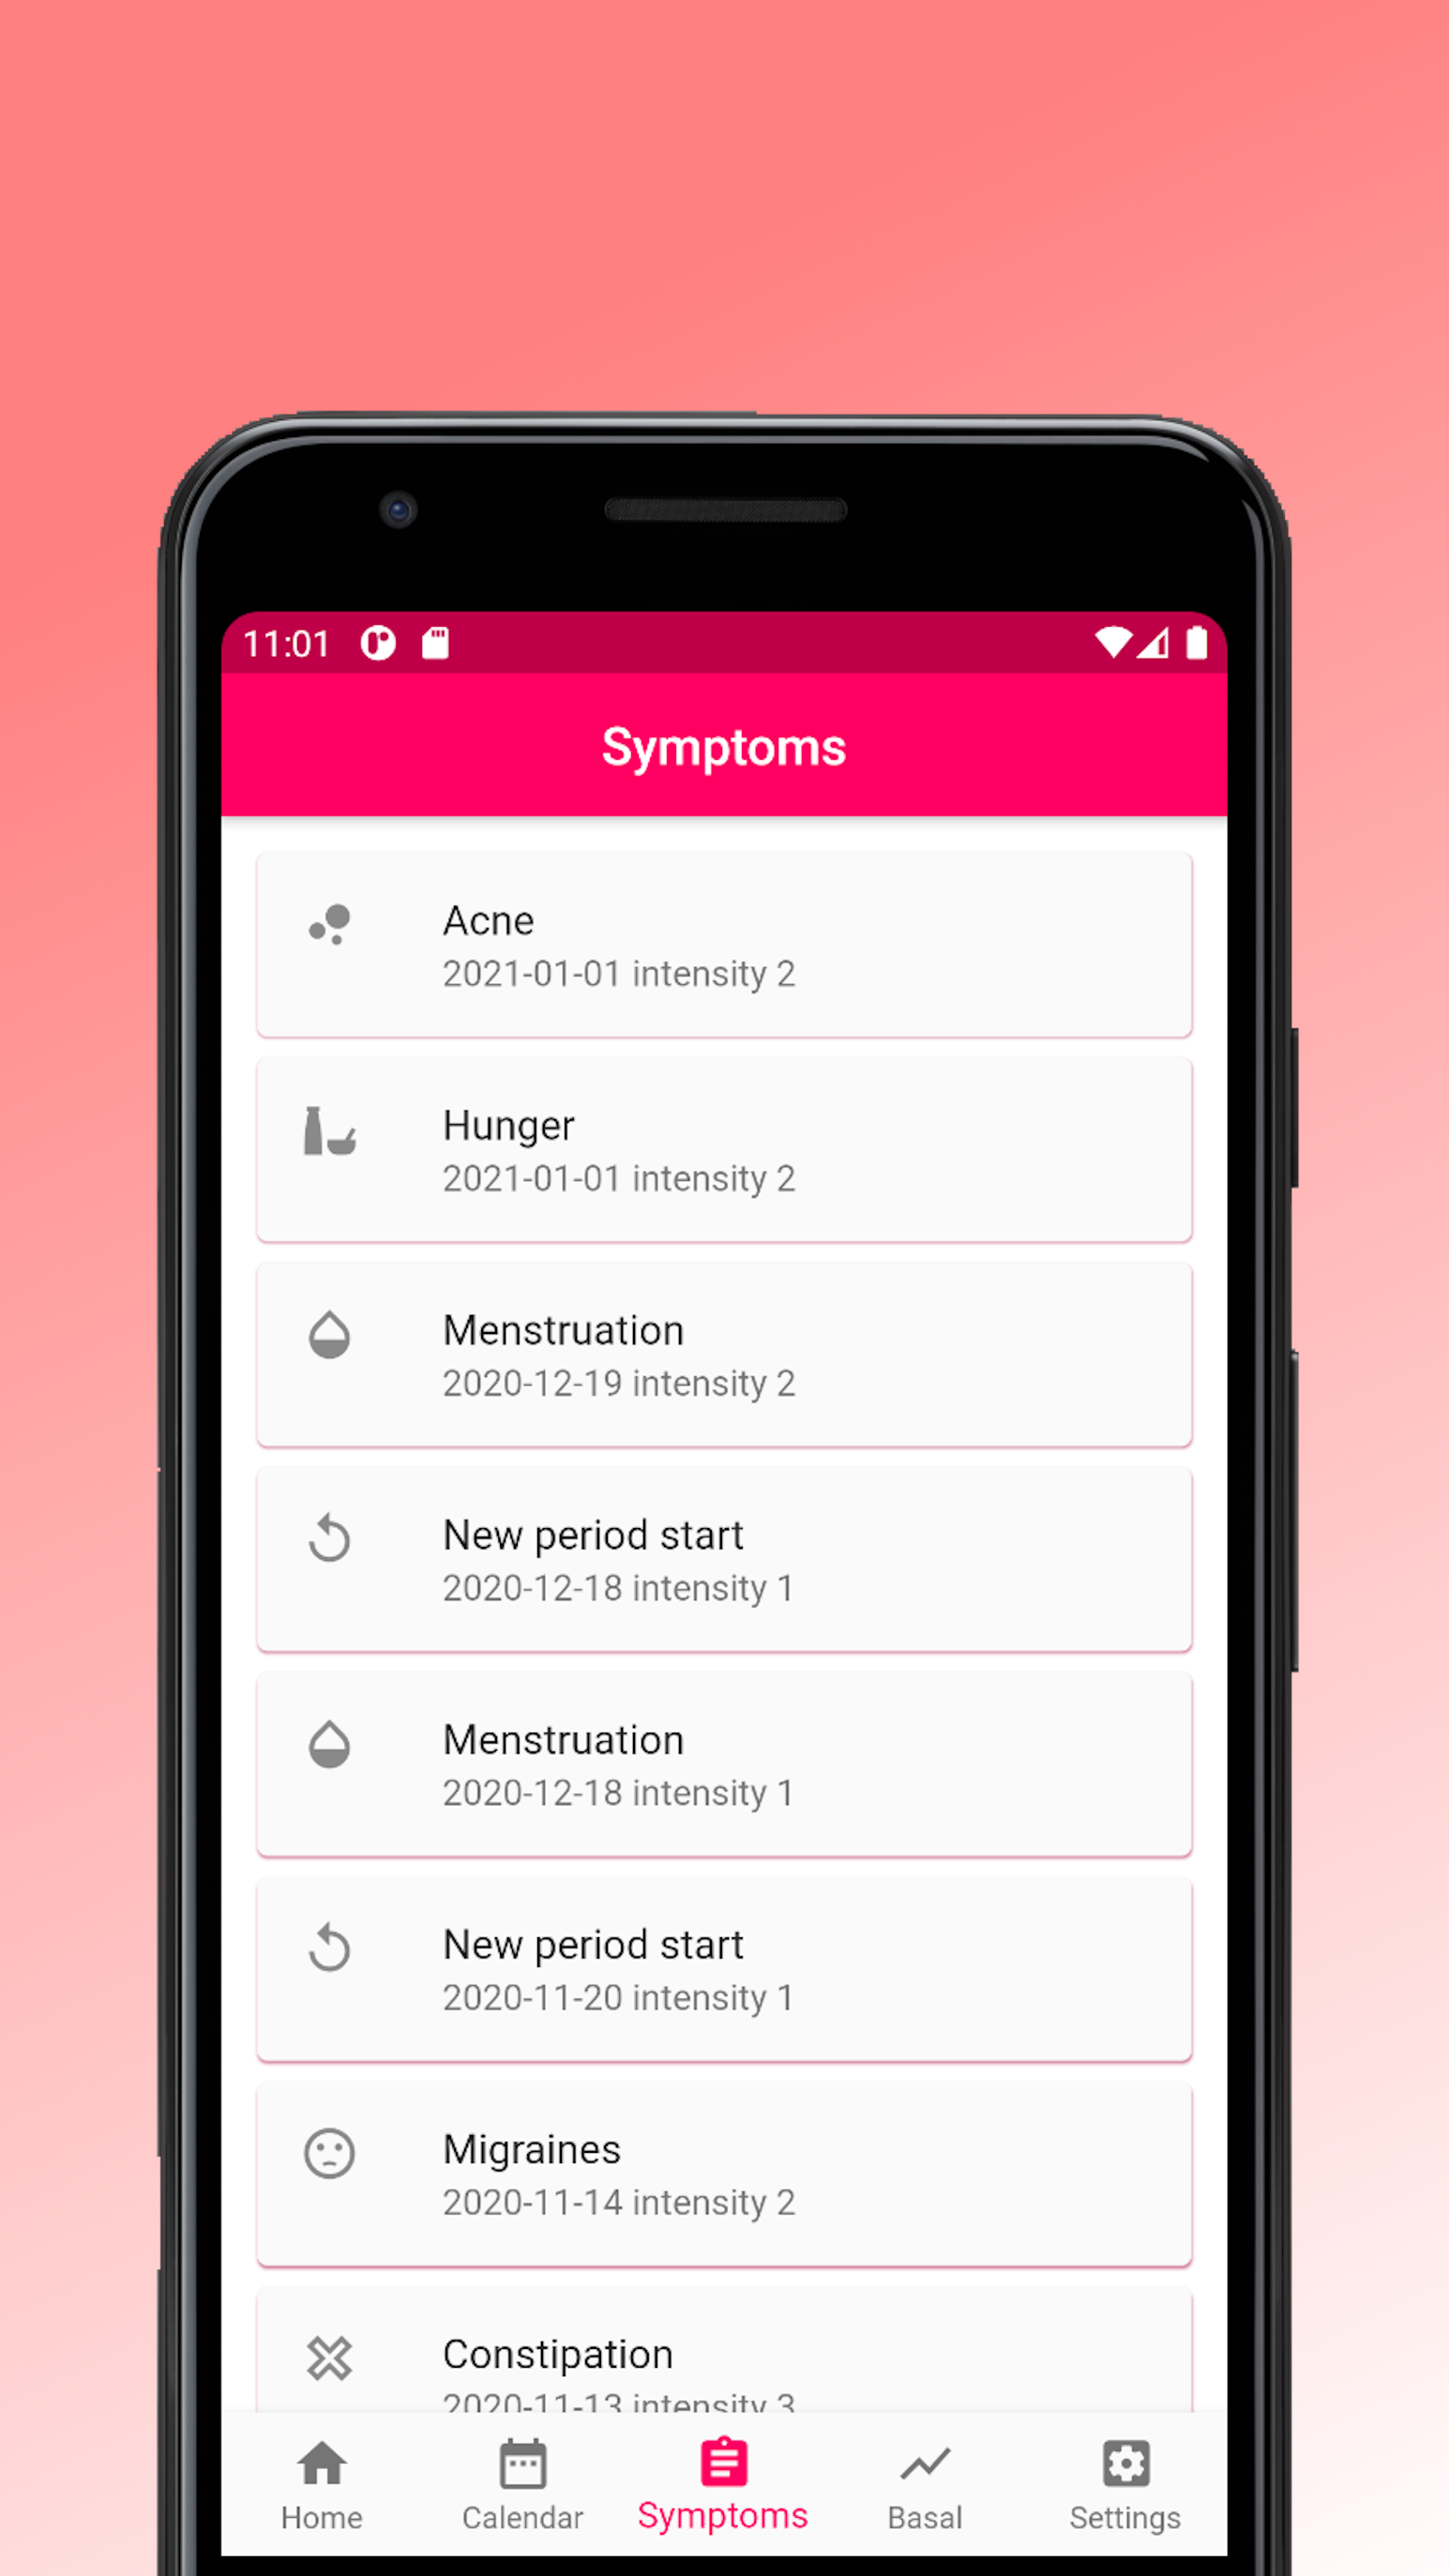 11:01
Symptoms
Acne
2021-01-01 intensity 2
Hunger
2021-01-01 intensity 2
Menstruation
2020-12-19 intensity 2
New period start
2020-12-18 intensity 1
Menstruation
2020-12-18 intensity 1
New period start
2020-11-20 intensity 1
Migraines
2020-11-14 intensity 2
Constipation
2020-11-13 intensity 3
Home
Calendar
Symptoms
Basal
Settings